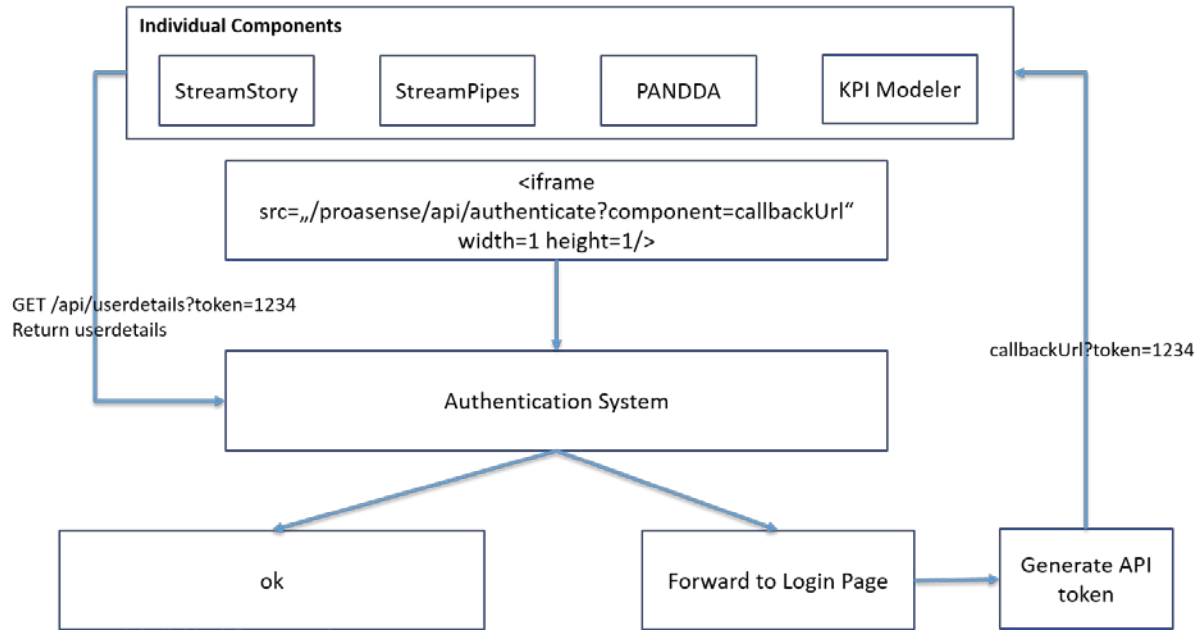 Individual Components
StreamStory
StreamPipes
PANDDA
KPI Modeler
<iframe
src=„/proasense/api/authenticate?component=callbackUrl“
width=1 height=1/>
GET /api/userdetails?token=1234
Return userdetails
callbackUrl?token=1234
Authentication System
ok
Forward to Login Page
Generate API
token